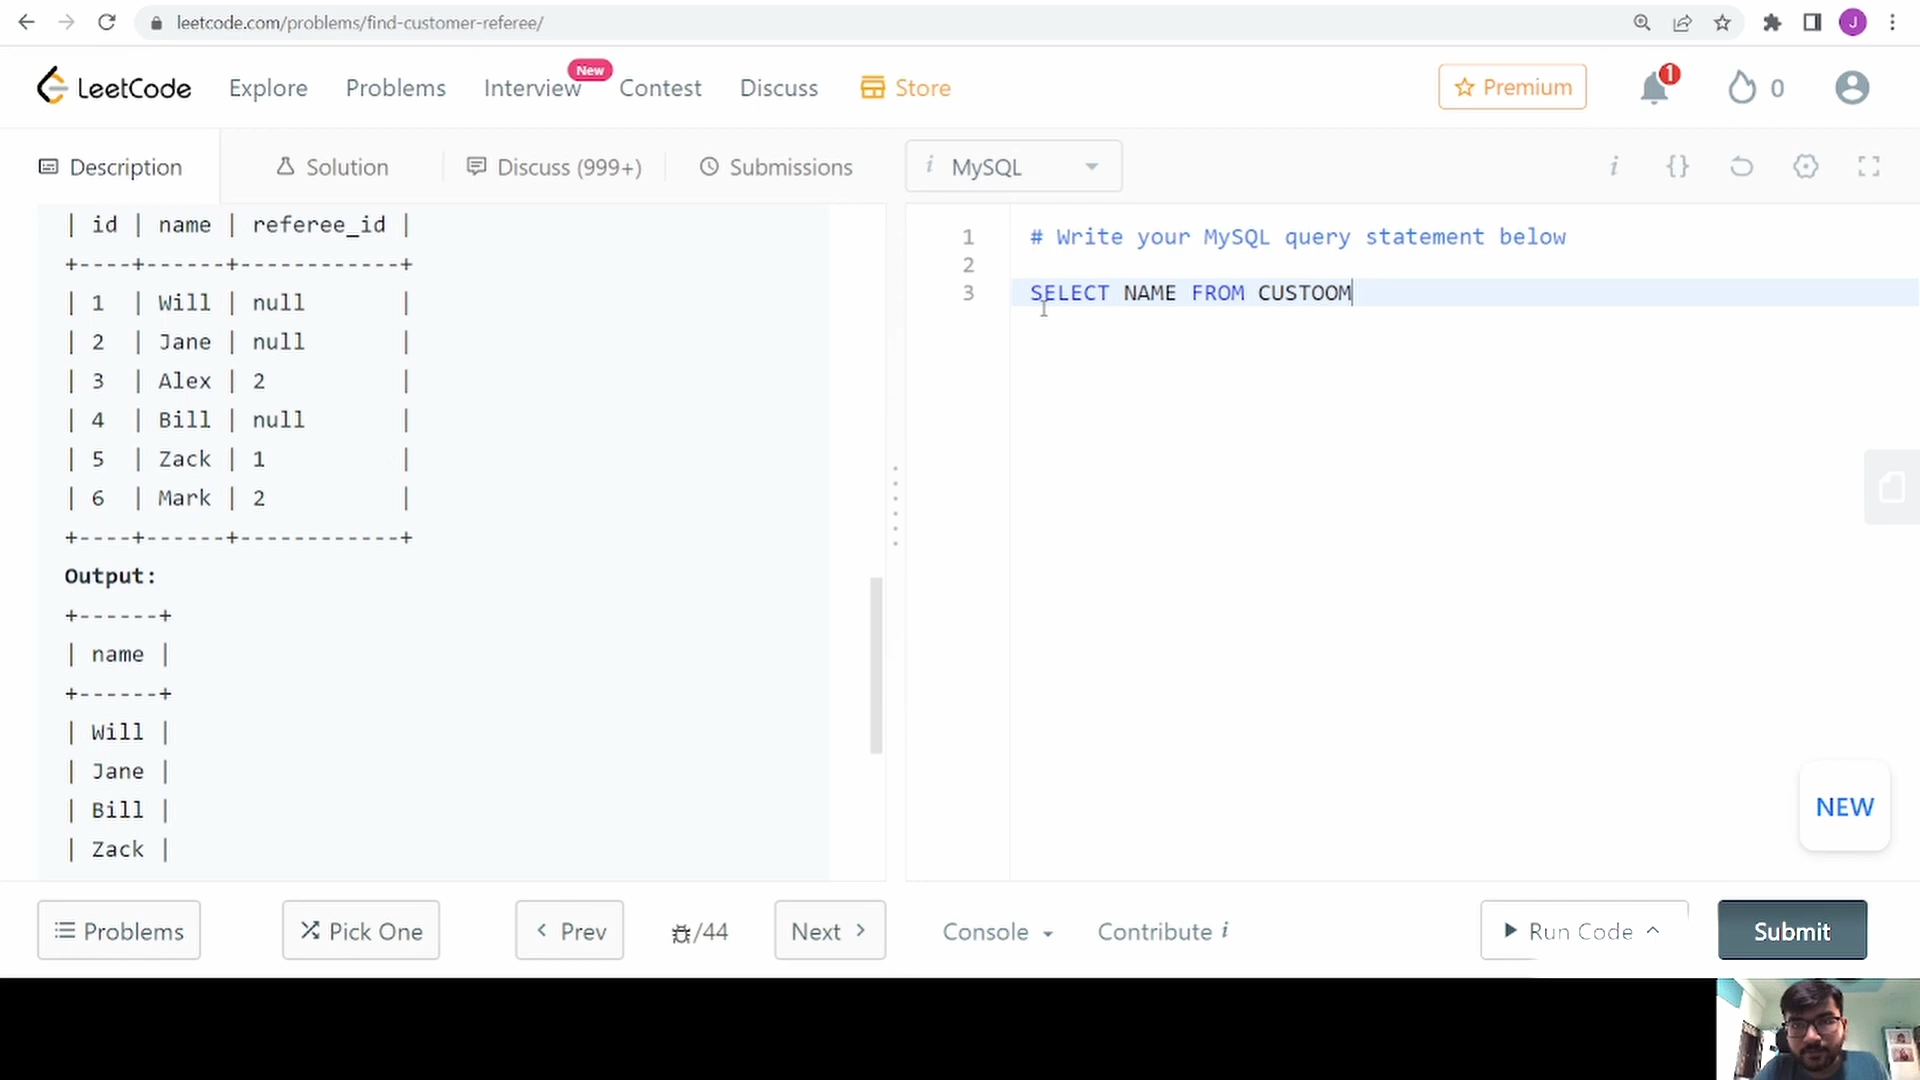 leetcode.com/problems/find-customer-referee/
J
LeetCode
Explore
Problems
Interview
New
Contest
Discuss
Store
Premium
1
0
Description
Solution
Discuss (999+)
Submissions
i MySQL
i {}
| id | name | referee_id |
+----+------+------------+
| 1 | Will | null |
| 2 | Jane | null |
| 3 | Alex | 2 |
| 4 | Bill | null |
| 5 | Zack | 1 |
| 6 | Mark | 2 |
+----+------+------------+
Output:
+------+
| name |
+------+
| Will |
| Jane |
| Bill |
| Zack |
1 # Write your MySQL query statement below
2
3 SELECT NAME FROM CUSTOOM
NEW
Problems
Pick One
Prev
/44
Next
Console
Contribute i
Run Code
Submit